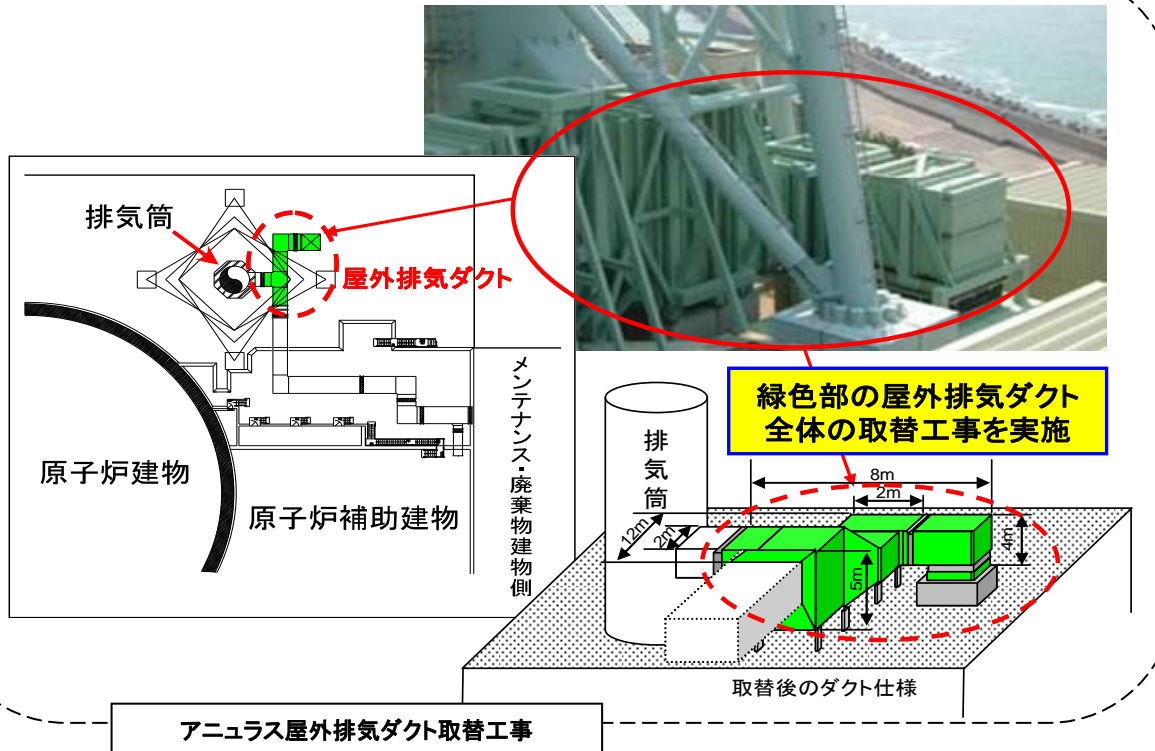 排気筒
屋外排気ダクト
メンテナンス・廃棄物建物側
原子炉建物
原子炉補助建物
緑色部の屋外排気ダクト
全体の取替工事を実施
排気筒
8m
2m
12m
2m
4m
5m
取替後のダクト仕様
アニュラス屋外排気ダクト取替工事